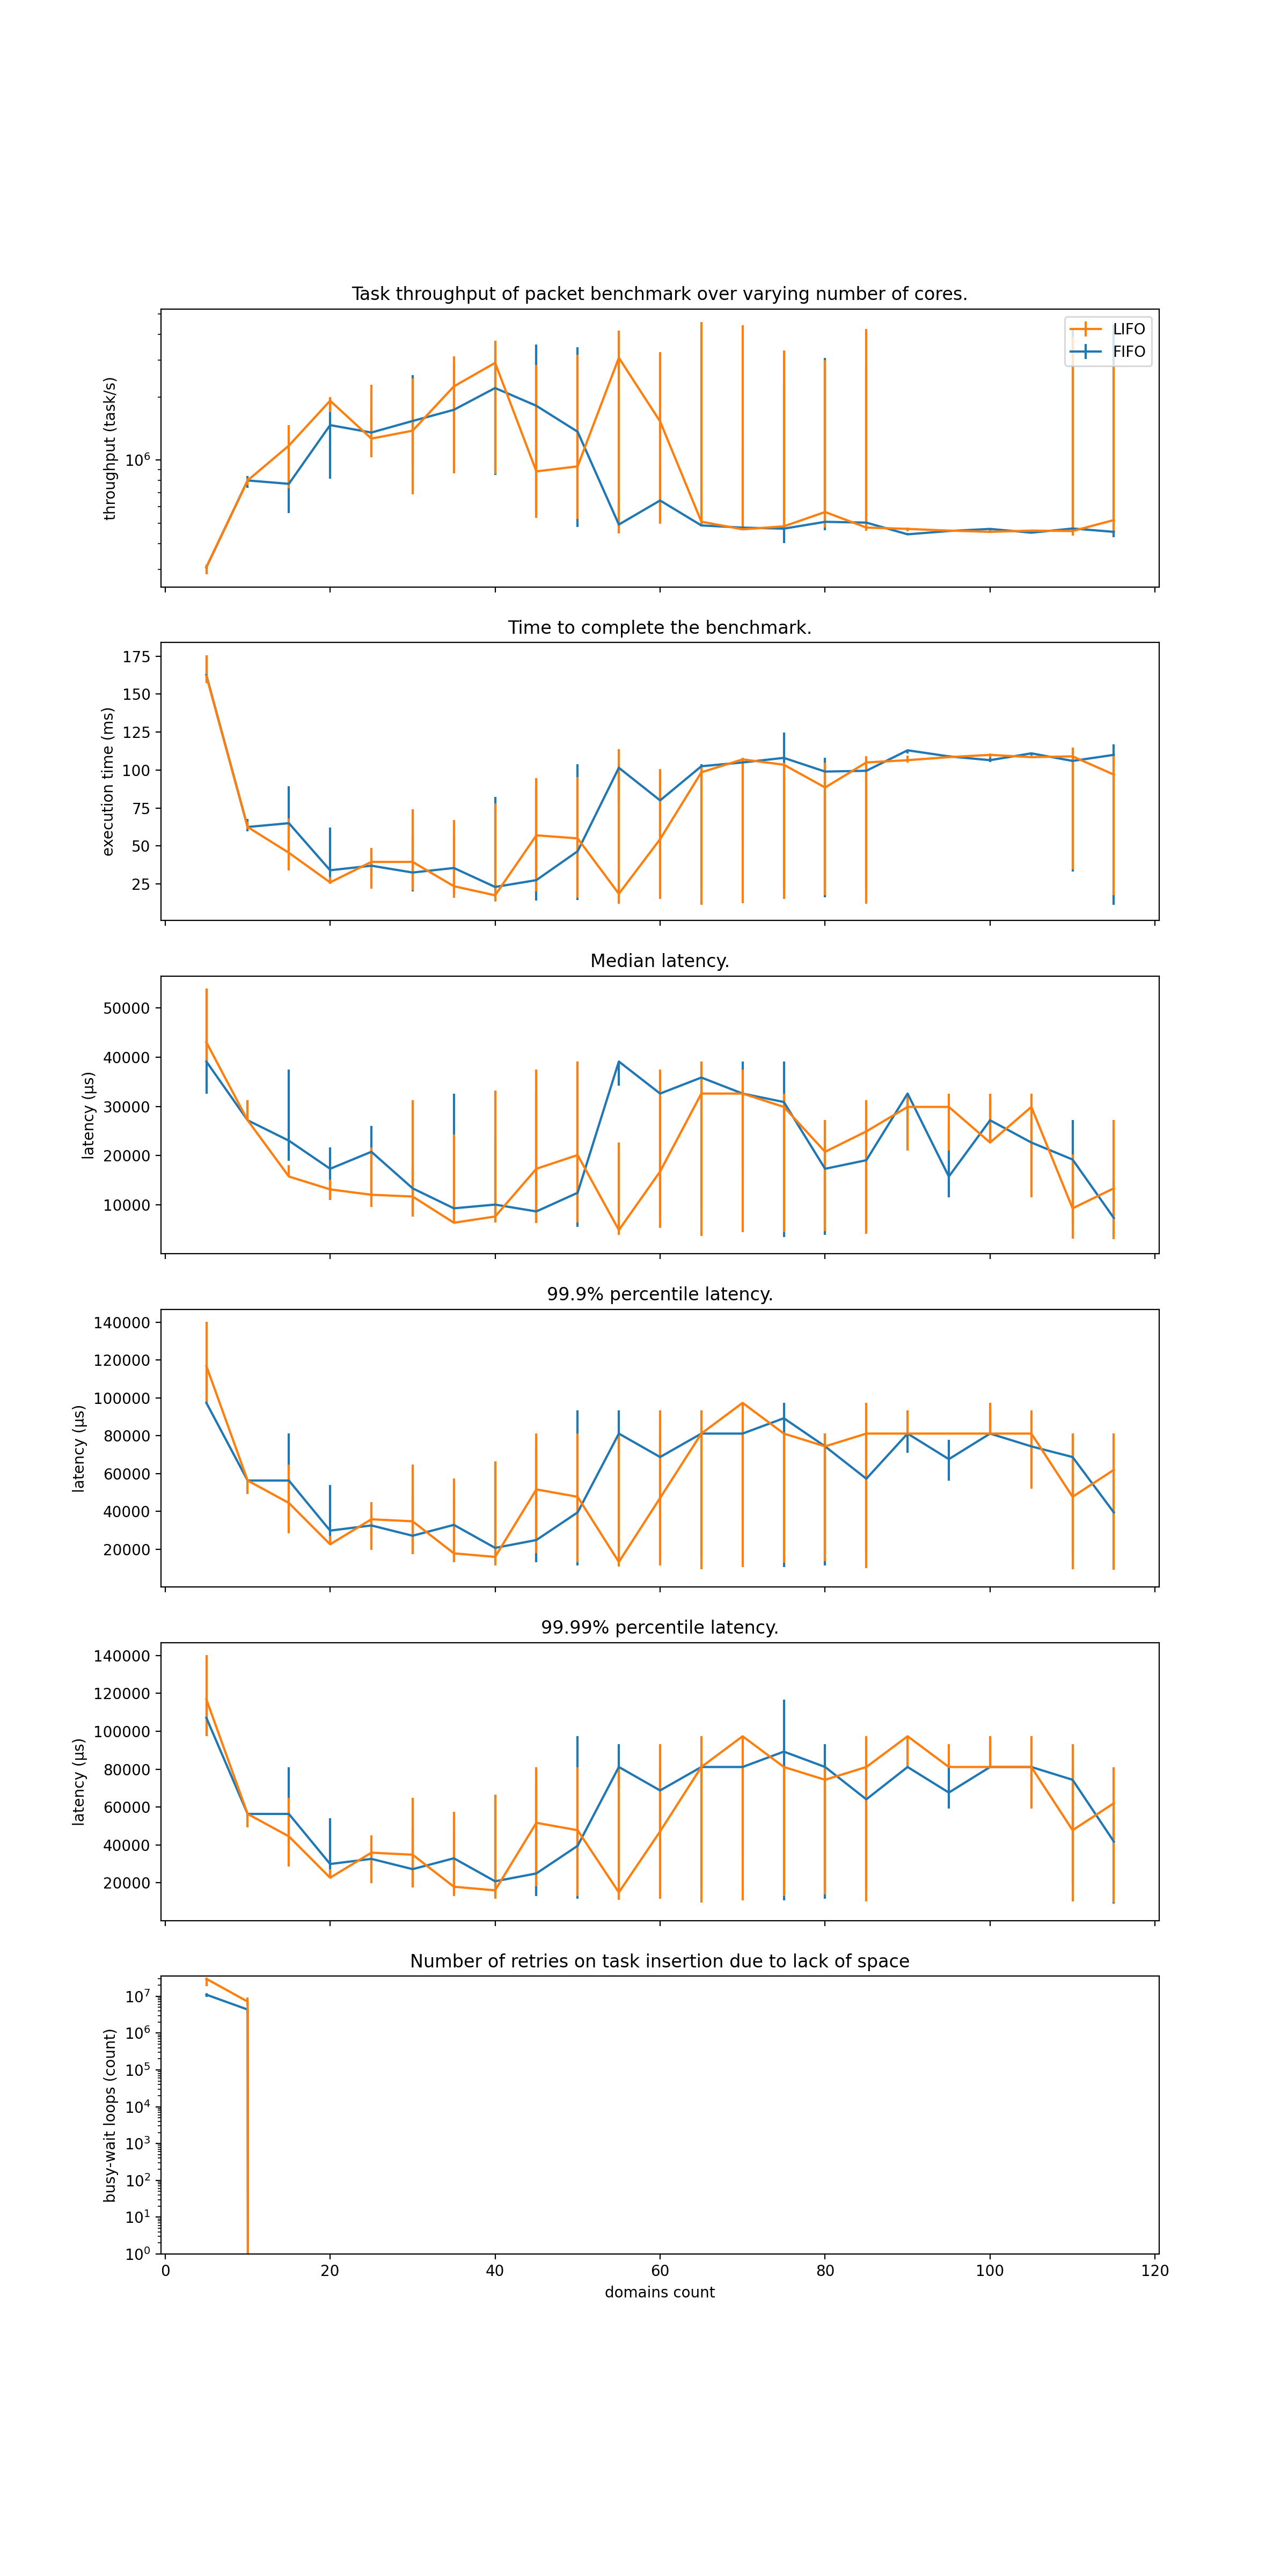 Task throughput of packet benchmark over varying number of cores.
LIFO
FIFO
throughput (task/s)
10⁶
Time to complete the benchmark.
execution time (ms)
175
150
125
100
75
50
25
Median latency.
latency (µs)
50000
40000
30000
20000
10000
99.9% percentile latency.
latency (µs)
140000
120000
100000
80000
60000
40000
20000
99.99% percentile latency.
latency (µs)
140000
120000
100000
80000
60000
40000
20000
Number of retries on task insertion due to lack of space
busy-wait loops (count)
10⁷
10⁶
10⁵
10⁴
10³
10²
10¹
10⁰
0 20 40 60 80 100 120
domains count